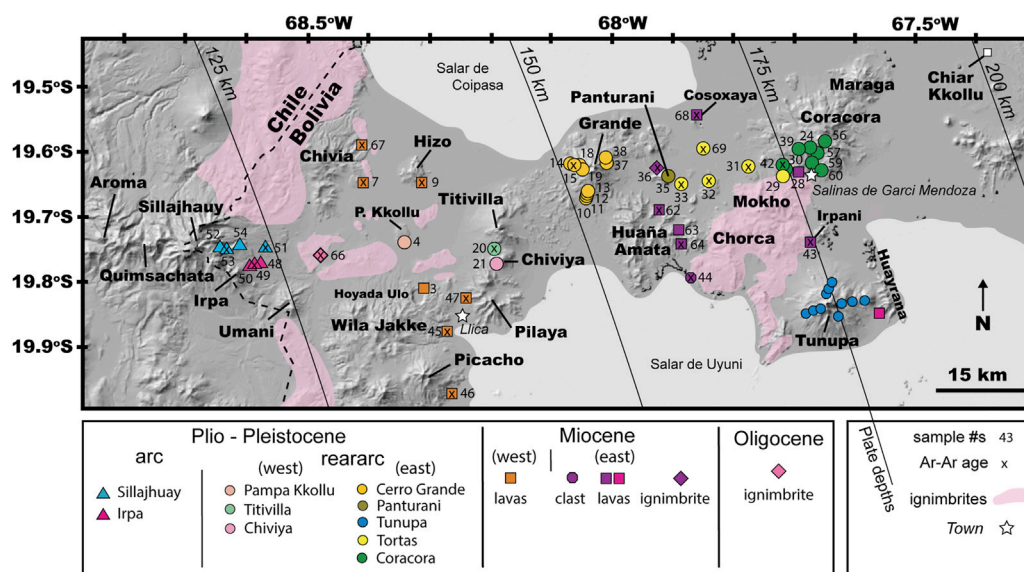 68.5°W 68°W 67.5°W
19.5°S
19.6°S
19.7°S
19.8°S
19.9°S
125 km
150 km
175 km
200 km
Chile
Bolivia
Salar de
Coipasa
Panturani
Cosoxaya
68
Maraga
Chiar
Kkollu
Grande
Coracora
67
Chivia
7
Hizo
9
14
15
18
19
38
37
13
12
11
10
36
35
33
32
69
31
42
29
39
24
56
57
59
60
30
28
Salinas de Garci Mendoza
Aroma
Sillajhuay
52
54
53
51
50
49
48
Quimsachata
Irpa
Umani
66
P. Kkollu
4
Titivilla
20
21
Chiviya
Hoyada Ulo
3
47
Wila Jakke
45
Llica
Pilaya
Picacho
46
62
Huaña
Amata
63
64
44
Mokho
Chorca
Irpani
43
Huayrana
Tunupa
Salar de Uyuni
N
15 km
Plate depths
Plio - Pleistocene
arc
Sillajhuay
Irpa
reararc
(west)
Pampa Kkollu
Titivilla
Chiviya
(east)
Cerro Grande
Panturani
Tunupa
Tortas
Coracora
Miocene
(west)
lavas
(east)
clast
lavas
ignimbrite
Oligocene
ignimbrite
sample #s 43
Ar-Ar age x
ignimbrites
Town